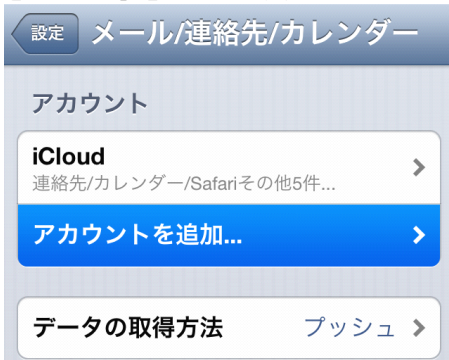 設定
メール/連絡先/カレンダー
アカウント
iCloud
連絡先/カレンダー/Safariその他5件...
アカウントを追加...
データの取得方法 プッシュ